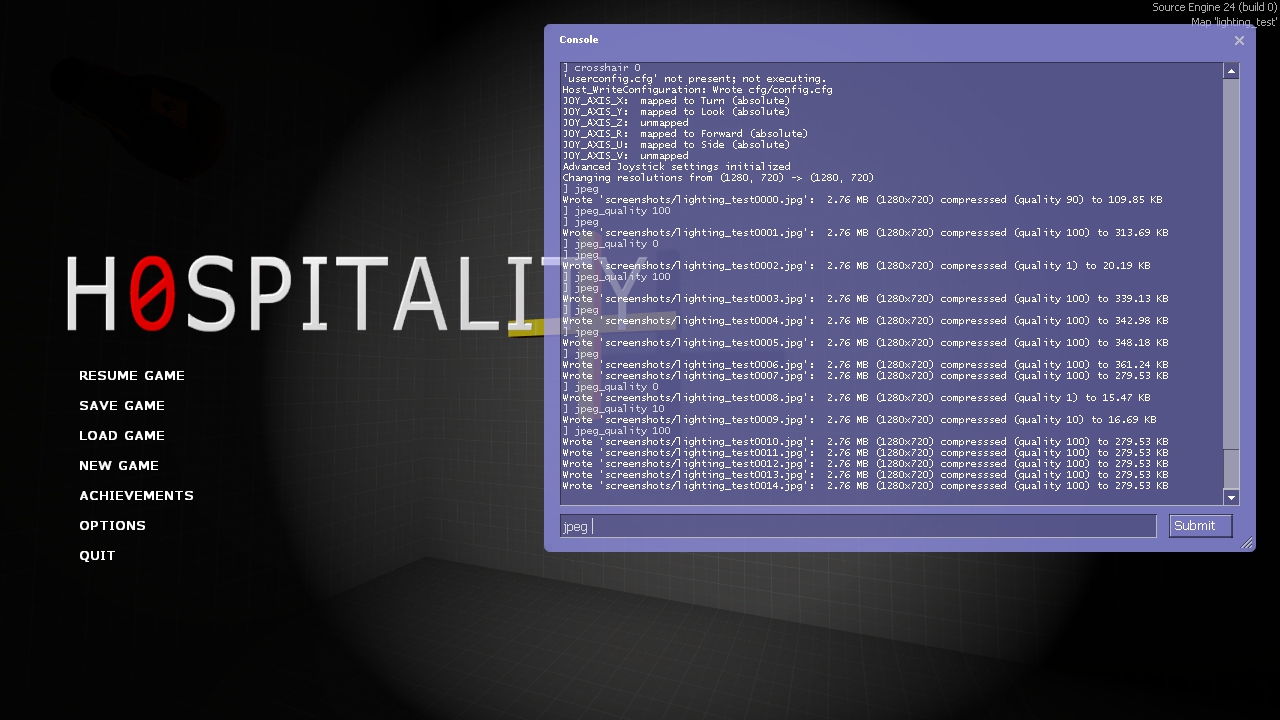 Source Engine 24 (build 0)
Map 'lighting_test'
Console
] crosshair 0
'userconfig.cfg' not present; not executing.
Host_WriteConfiguration: Wrote cfg/config.cfg
JOY_AXIS_X:  mapped to Turn (absolute)
JOY_AXIS_Y:  mapped to Look (absolute)
JOY_AXIS_Z:  unmapped
JOY_AXIS_R:  mapped to Forward (absolute)
JOY_AXIS_U:  mapped to Side (absolute)
JOY_AXIS_V:  unmapped
Advanced Joystick settings initialized
Changing resolutions from (1280, 720) -> (1280, 720)
] jpeg
Wrote 'screenshots/lighting_test0000.jpg':  2.76 MB (1280x720) compresssed (quality 90) to 109.85 KB
] jpeg_quality 100
] jpeg
Wrote 'screenshots/lighting_test0001.jpg':  2.76 MB (1280x720) compresssed (quality 100) to 313.69 KB
] jpeg_quality 0
] jpeg
Wrote 'screenshots/lighting_test0002.jpg':  2.76 MB (1280x720) compresssed (quality 1) to 20.19 KB
] jpeg_quality 100
] jpeg
Wrote 'screenshots/lighting_test0003.jpg':  2.76 MB (1280x720) compresssed (quality 100) to 339.13 KB
] jpeg
Wrote 'screenshots/lighting_test0004.jpg':  2.76 MB (1280x720) compresssed (quality 100) to 342.98 KB
] jpeg
Wrote 'screenshots/lighting_test0005.jpg':  2.76 MB (1280x720) compresssed (quality 100) to 348.18 KB
] jpeg
Wrote 'screenshots/lighting_test0006.jpg':  2.76 MB (1280x720) compresssed (quality 100) to 361.24 KB
Wrote 'screenshots/lighting_test0007.jpg':  2.76 MB (1280x720) compresssed (quality 100) to 279.53 KB
] jpeg_quality 0
Wrote 'screenshots/lighting_test0008.jpg':  2.76 MB (1280x720) compresssed (quality 1) to 15.47 KB
] jpeg_quality 10
Wrote 'screenshots/lighting_test0009.jpg':  2.76 MB (1280x720) compresssed (quality 10) to 16.69 KB
] jpeg_quality 100
Wrote 'screenshots/lighting_test0010.jpg':  2.76 MB (1280x720) compresssed (quality 100) to 279.53 KB
Wrote 'screenshots/lighting_test0011.jpg':  2.76 MB (1280x720) compresssed (quality 100) to 279.53 KB
Wrote 'screenshots/lighting_test0012.jpg':  2.76 MB (1280x720) compresssed (quality 100) to 279.53 KB
Wrote 'screenshots/lighting_test0013.jpg':  2.76 MB (1280x720) compresssed (quality 100) to 279.53 KB
Wrote 'screenshots/lighting_test0014.jpg':  2.76 MB (1280x720) compresssed (quality 100) to 279.53 KB
jpeg
Submit
H0SPITALITY
RESUME GAME
SAVE GAME
LOAD GAME
NEW GAME
ACHIEVEMENTS
OPTIONS
QUIT